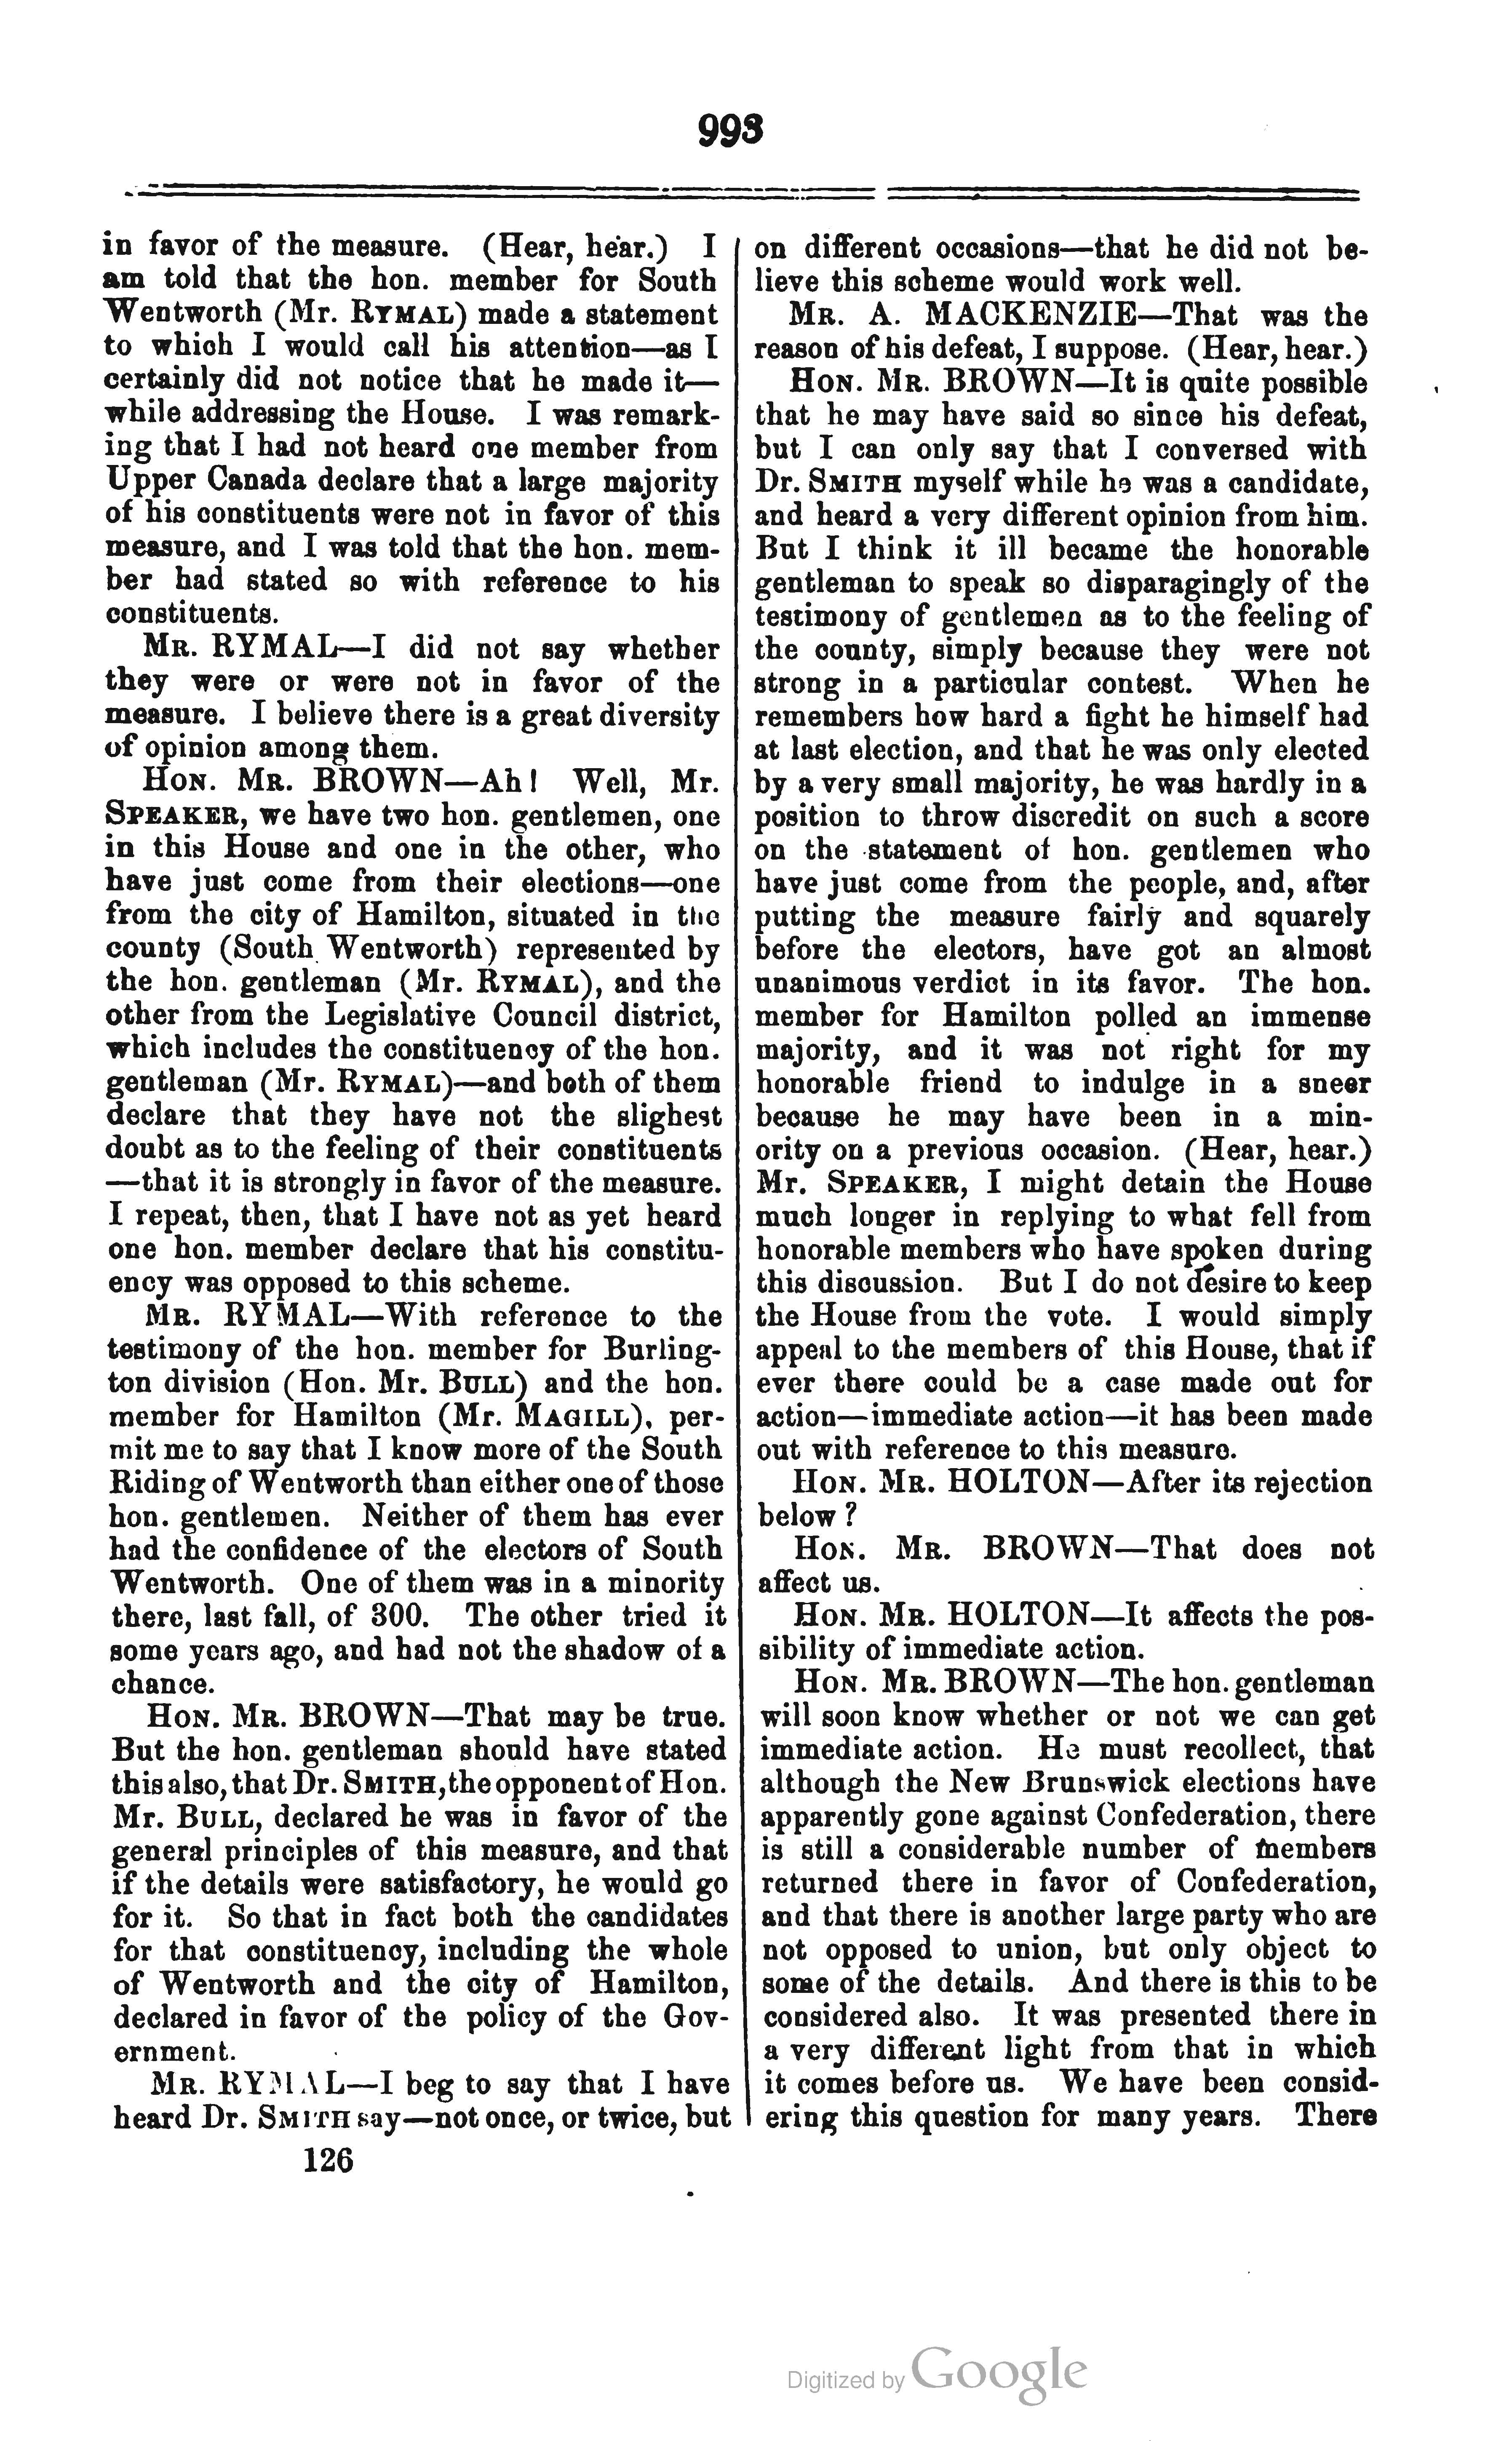 993
in favor of the measure. (Hear, hear.) I
am told that the hon. member for South
Wentworth (Mr. RYMAL) made a statement
to which I would call his attention—as I
certainly did not notice that he made it—
while addressing the House. I was remark-
ing that I had not heard one member from
Upper Canada declare that a large majority
of his constituents were not in favor of this
measure, and I was told that the hon. mem-
ber had stated so with reference to his
constituents.
MR. RYMAL—I did not say whether
they were or were not in favor of the
measure. I believe there is a great diversity
of opinion among them.
HON. MR. BROWN—Ah! Well, Mr.
SPEAKER, we have two hon. gentlemen, one
in this House and one in the other, who
have just come from their elections—one
from the city of Hamilton, situated in the
county (South Wentworth) represented by
the hon. gentleman (Mr. RYMAL), and the
other from the Legislative Council district,
which includes the constituency of the hon.
gentleman (Mr. RYMAL)—and both of them
declare that they have not the slighest
doubt as to the feeling of their constituents
—that it is strongly in favor of the measure.
I repeat, then, that I have not as yet heard
one hon. member declare that his constitu-
ency was opposed to this scheme.
MR. RYMAL—With reference to the
testimony of the hon. member for Burling-
ton division (Hon. Mr. BULL) and the hon.
member for Hamilton (Mr. MAGILL), per-
mit me to say that I know more of the South
Riding of Wentworth than either one of those
hon. gentlemen. Neither of them has ever
had the confidence of the electors of South
Wentworth. One of them was in a minority
there, last fall, of 300. The other tried it
some years ago, and had not the shadow of a
chance.
HON. MR. BROWN—That may be true.
But the hon. gentleman should have stated
this also, that Dr. SMITH, the opponent of Hon.
Mr. BULL, declared he was in favor of the
general principles of this measure, and that
if the details were satisfactory, he would go
for it. So that in fact both the candidates
for that constituency, including the whole
of Wentworth and the city of Hamilton,
declared in favor of the policy of the Gov-
ernment.
MR. RYMAL—I beg to say that I have
heard Dr. SMITH say—not once, or twice, but
126
on different occasions—that he did not be-
lieve this scheme would work well.
MR. A. MACKENZIE—That was the
reason of his defeat, I suppose. (Hear, hear.)
HON. MR. BROWN—It is quite possible
that he may have said so since his defeat,
but I can only say that I conversed with
Dr. SMITH myself while he was a candidate,
and heard a very different opinion from him.
But I think it ill became the honorable
gentleman to speak so disparagingly of the
testimony of gentlemen as to the feeling of
the county, simply because they were not
strong in a particular contest. When he
remembers how hard a fight he himself had
at last election, and that he was only elected
by a very small majority, he was hardly in a
position to throw discredit on such a score
on the statement of hon. gentlemen who
have just come from the people, and, after
putting the measure fairly and squarely
before the electors, have got an almost
unanimous verdict in its favor. The hon.
member for Hamilton polled an immense
majority, and it was not right for my
honorable friend to indulge in a sneer
because he may have been in a min-
ority on a previous occasion. (Hear, hear.)
Mr. SPEAKER, I might detain the House
much longer in replying to what fell from
honorable members who have spoken during
this discussion. But I do not desire to keep
the House from the vote. I would simply
appeal to the members of this House, that if
ever there could be a case made out for
action—immediate action—it has been made
out with reference to this measure.
HON. MR. HOLTON—After its rejection
below?
HON. MR. BROWN—That does not
affect us.
HON. MR. HOLTON—It affects the pos-
sibility of immediate action.
HON. MR. BROWN—The hon. gentleman
will soon know whether or not we can get
immediate action. He must recollect, that
although the New Brunswick elections have
apparently gone against Confederation, there
is still a considerable number of members
returned there in favor of Confederation,
and that there is another large party who are
not opposed to union, but only object to
some of the details. And there is this to be
considered also. It was presented there in
a very different light from that in which
it comes before us. We have been consid-
ering this question for many years. There
Digitized by Google